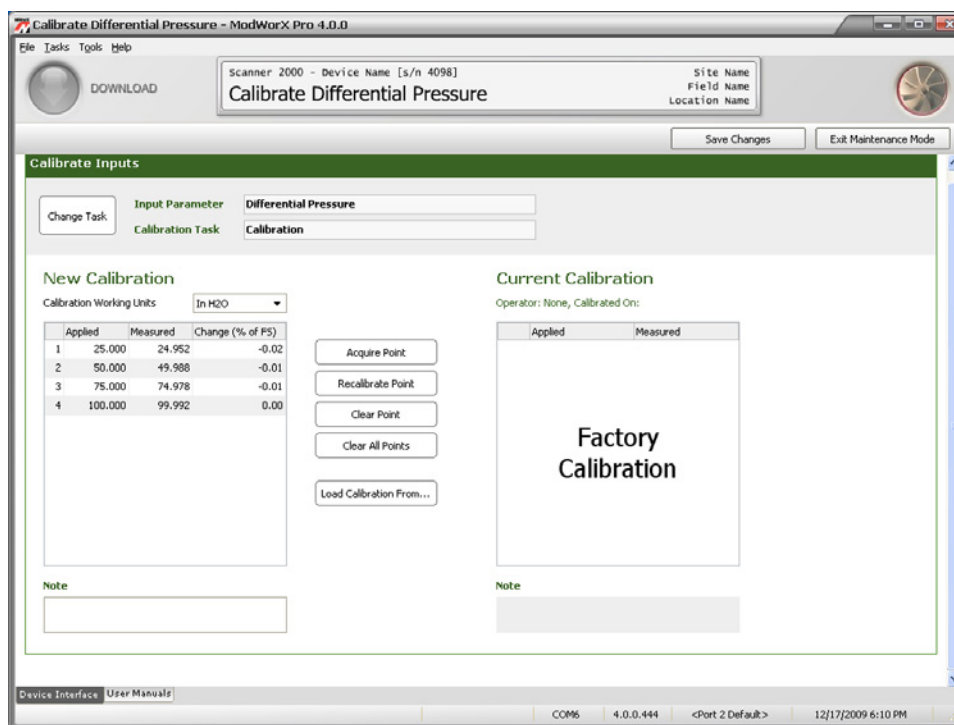 Calibrate Differential Pressure - ModWorX Pro 4.0.0
File Tasks Tools Help
DOWNLOAD
Scanner 2000 - Device Name [s/n 4098]
Calibrate Differential Pressure
Site Name
Field Name
Location Name
Save Changes
Exit Maintenance Mode
Calibrate Inputs
Change Task
Input Parameter Differential Pressure
Calibration Task Calibration
New Calibration
Calibration Working Units In H2O
Applied Measured Change (% of FS)
1 25.000 24.952 -0.02
2 50.000 49.988 -0.01
3 75.000 74.978 -0.01
4 100.000 99.992 0.00
Acquire Point
Recalibrate Point
Clear Point
Clear All Points
Load Calibration From...
Note
Current Calibration
Operator: None, Calibrated On:
Applied Measured
Factory
Calibration
Note
Device Interface User Manuals
COM6 4.0.0.444 <Port 2 Default> 12/17/2009 6:10 PM